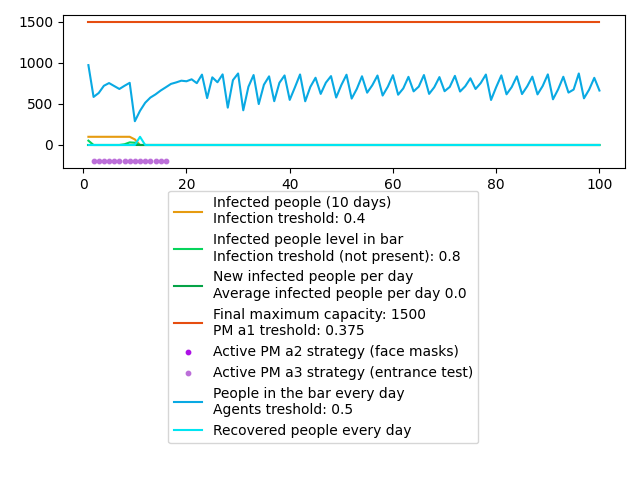 1500
1000
500
0
0 20 40 60 80 100
Infected people (10 days)
Infection treshold: 0.4
Infected people level in bar
Infection treshold (not present): 0.8
New infected people per day
Average infected people per day 0.0
Final maximum capacity: 1500
PM a1 treshold: 0.375
Active PM a2 strategy (face masks)
Active PM a3 strategy (entrance test)
People in the bar every day
Agents treshold: 0.5
Recovered people every day